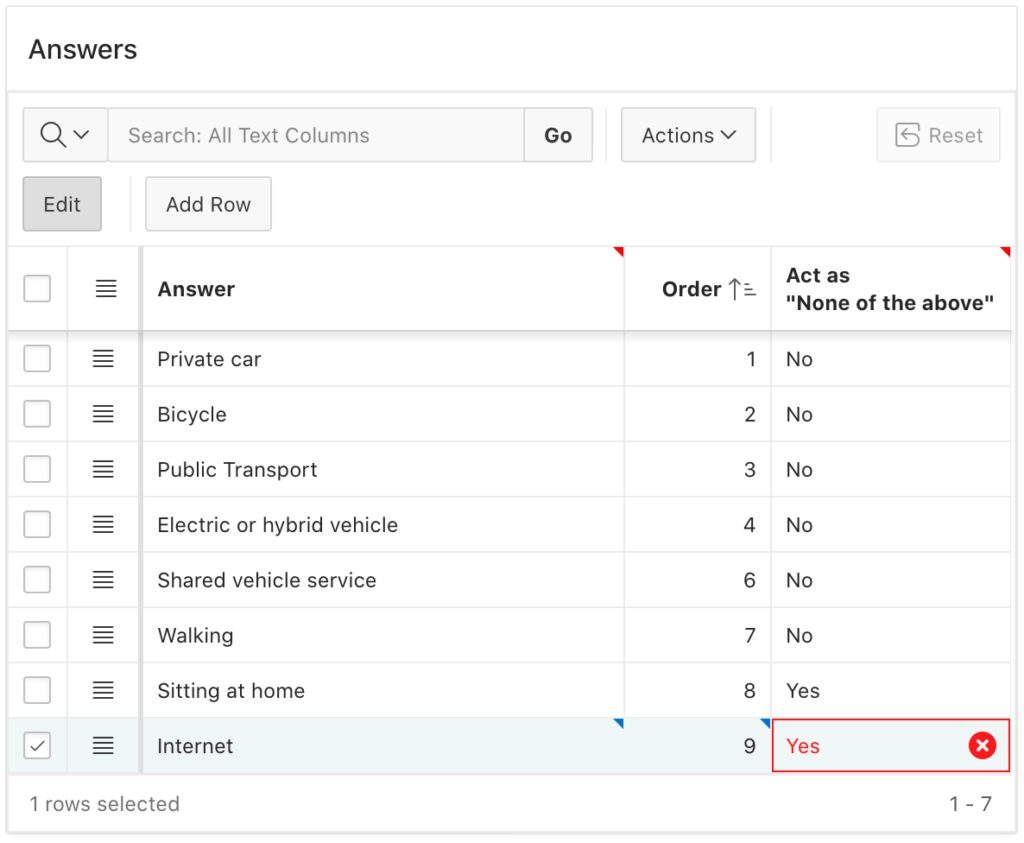 Answers
Search: All Text Columns Go Actions Reset
Edit Add Row
Answer Order Act as
"None of the above"
Private car 1 No
Bicycle 2 No
Public Transport 3 No
Electric or hybrid vehicle 4 No
Shared vehicle service 6 No
Walking 7 No
Sitting at home 8 Yes
Internet 9 Yes
1 rows selected 1 - 7